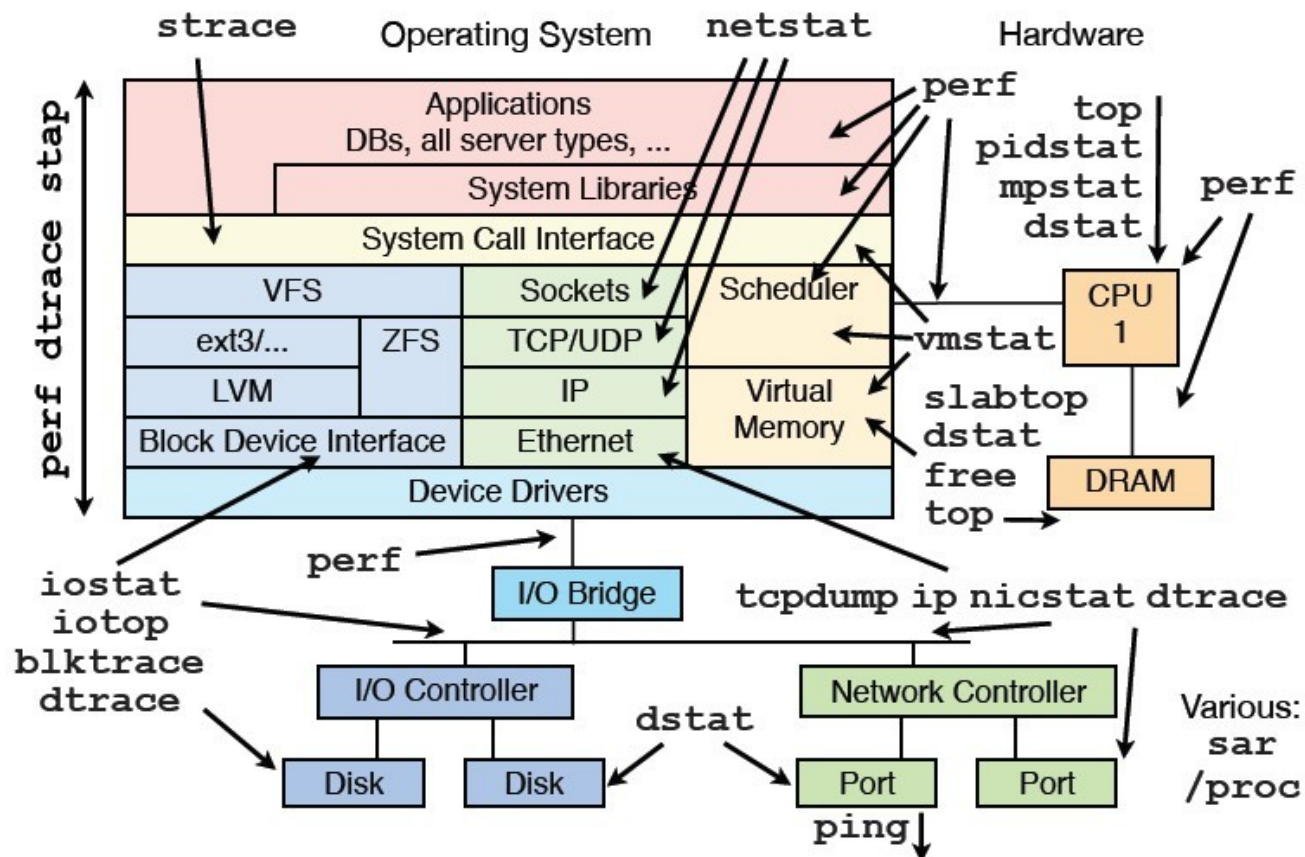 strace
Operating System
netstat
Hardware
perf dtrace stap
Applications
DBs, all server types, ...
System Libraries
System Call Interface
VFS
Sockets
Scheduler
ext3/...
ZFS
TCP/UDP
LVM
IP
Virtual
Memory
Block Device Interface
Ethernet
Device Drivers
perf
top
pidstat
mpstat
dstat
perf
CPU
1
vmstat
slabtop
dstat
free
top
DRAM
perf
I/O Bridge
iostat
iotop
blktrace
dtrace
tcpdump ip nicstat dtrace
I/O Controller
Network Controller
dstat
Disk
Disk
Port
Port
ping
Various:
sar
/proc